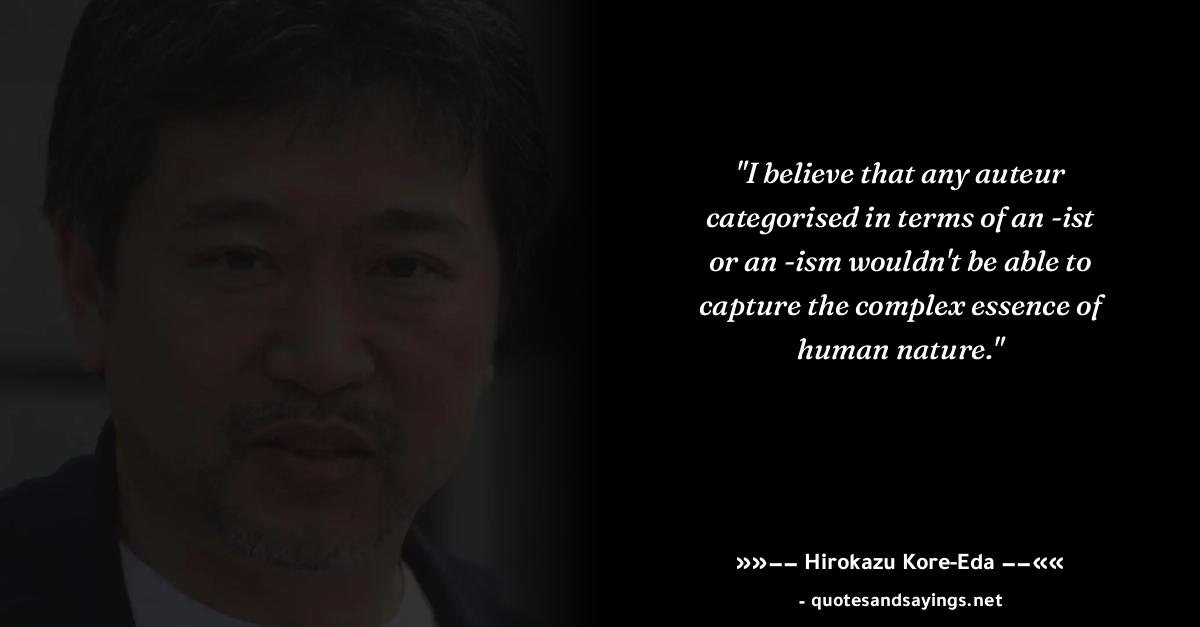 "I believe that any auteur
categorised in terms of an -ist
or an -ism wouldn't be able to
capture the complex essence of
human nature."
»»−− Hirokazu Kore-Eda −−««
- quotesandsayings.net